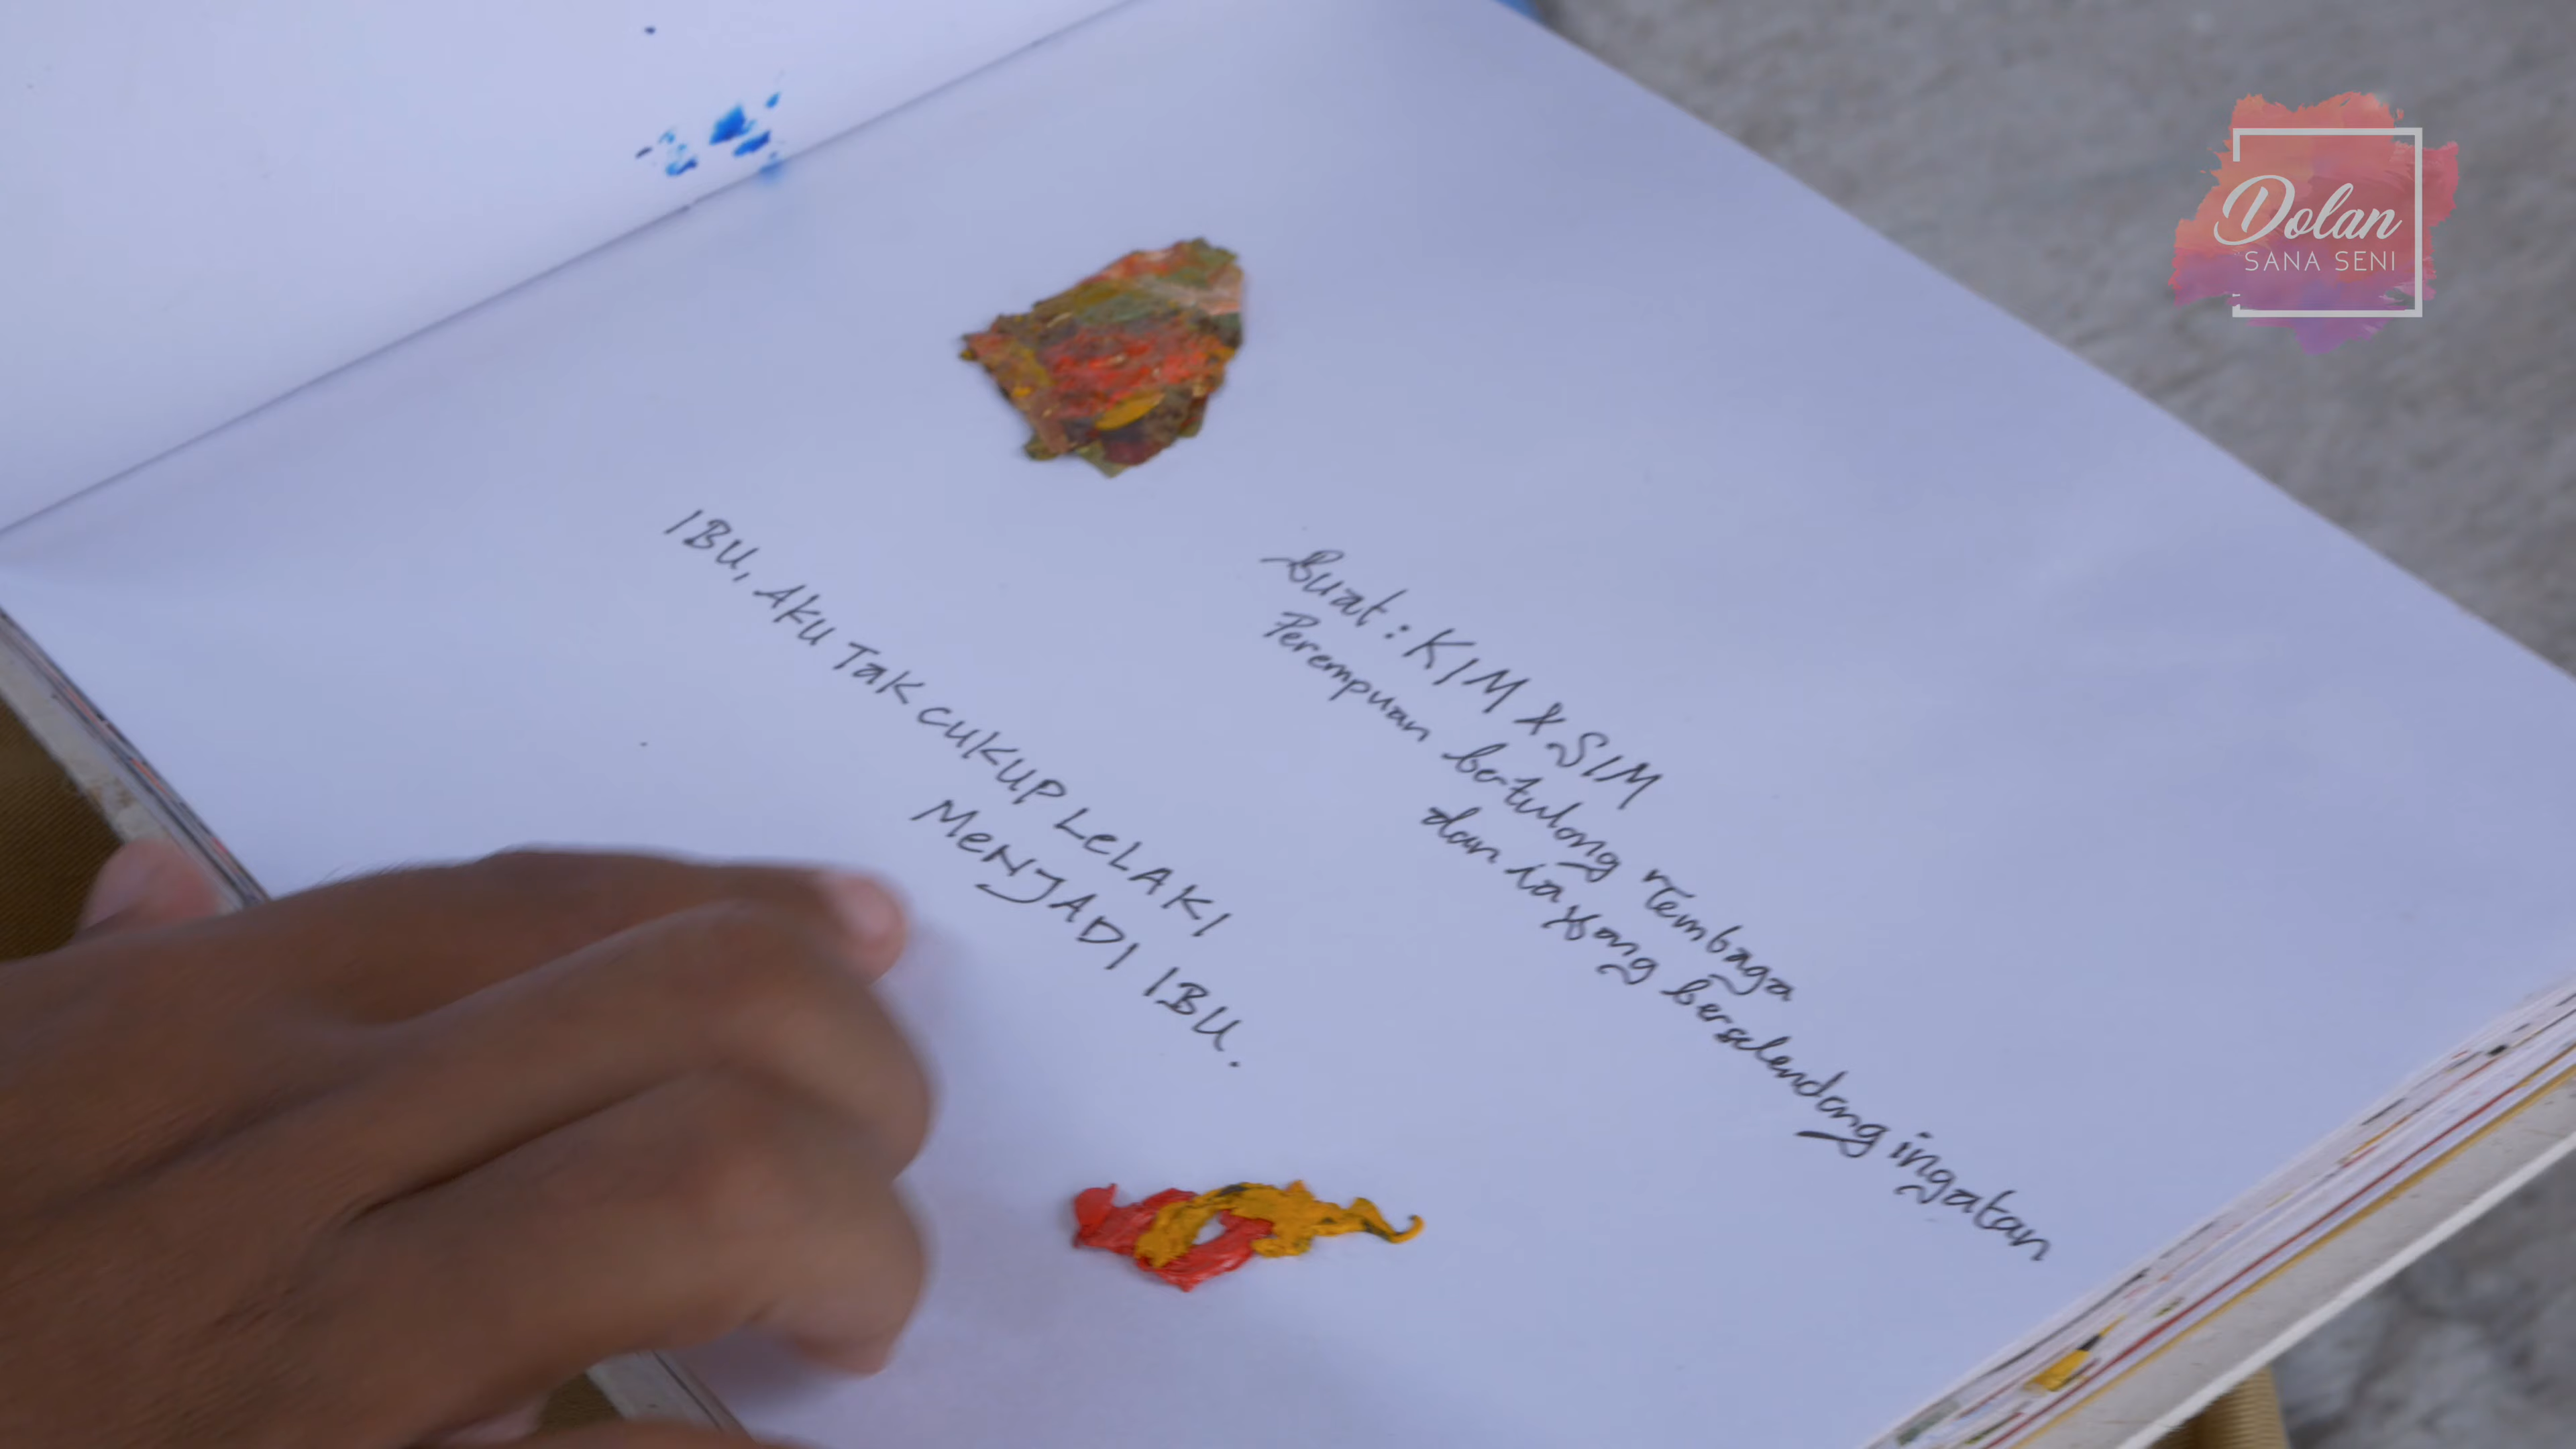 IBU, AKU TAK CUKUP LELAKI
MENJADI IBU.
Buat : KIM & SIM
Perempuan bertulong Tembaga
dan ia yang berselendang ingatan
Dolan
SANA SENI